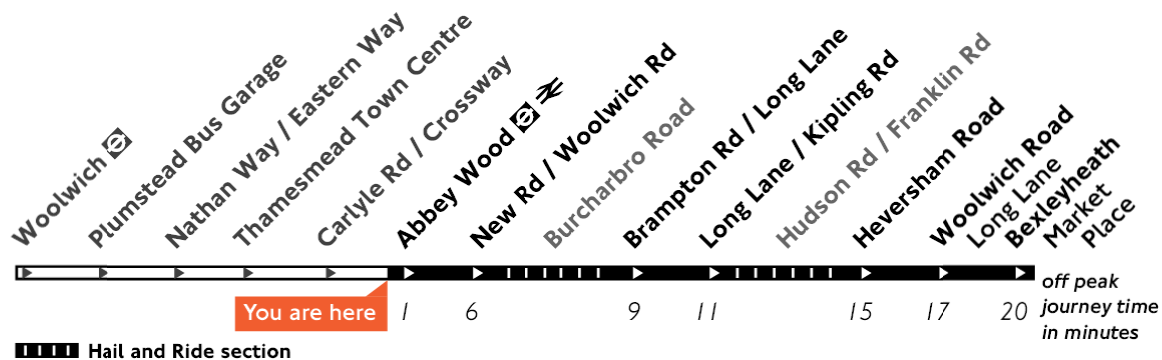 Woolwich
Plumstead Bus Garage
Nathan Way / Eastern Way
Thamesmead Town Centre
Carlyle Rd / Crossway
Abbey Wood
New Rd / Woolwich Rd
Burcharbro Road
Brampton Rd / Long Lane
Long Lane / Kipling Rd
Hudson Rd / Franklin Rd
Heversham Road
Woolwich Road
Long Lane
Bexleyheath
Market
Place
You are here
1 6 9 11 15 17 20
off peak
journey time
in minutes
Hail and Ride section